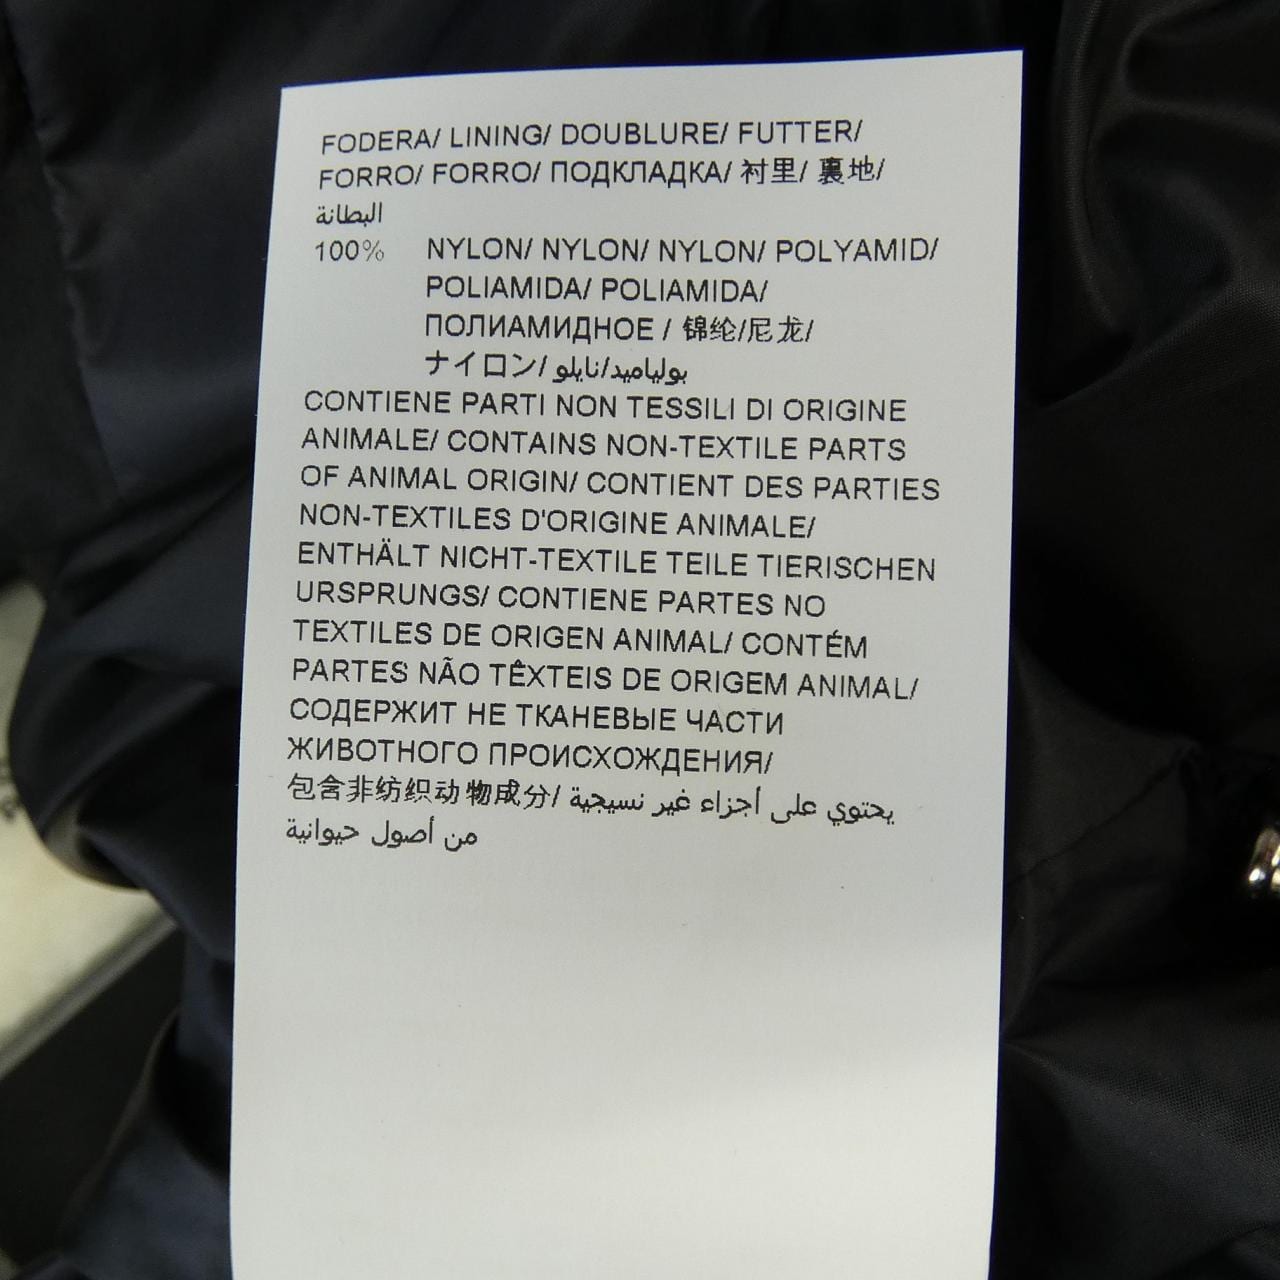 FODERA/ LINING/ DOUBLURE/ FUTTER/
FORRO/ FORRO/ ПОДКЛАДКА/ 衬里/ 裏地/
البطانة
100% NYLON/ NYLON/ NYLON/ POLYAMID/
POLIAMIDA/ POLIAMIDA/
ПОЛИАМИДНОЕ / 锦纶/尼龙/
ナイロン/ بولياميد/نايلو
CONTIENE PARTI NON TESSILI DI ORIGINE
ANIMALE/ CONTAINS NON-TEXTILE PARTS
OF ANIMAL ORIGIN/ CONTIENT DES PARTIES
NON-TEXTILES D'ORIGINE ANIMALE/
ENTHÄLT NICHT-TEXTILE TEILE TIERISCHEN
URSPRUNGS/ CONTIENE PARTES NO
TEXTILES DE ORIGEN ANIMAL/ CONTÉM
PARTES NÃO TÊXTEIS DE ORIGEM ANIMAL/
СОДЕРЖИТ НЕ ТКАНЕВЫЕ ЧАСТИ
ЖИВОТНОГО ПРОИСХОЖДЕНИЯ/
包含非纺织动物成分/ يحتوي على أجزاء غير نسيجية
من أصول حيوانية